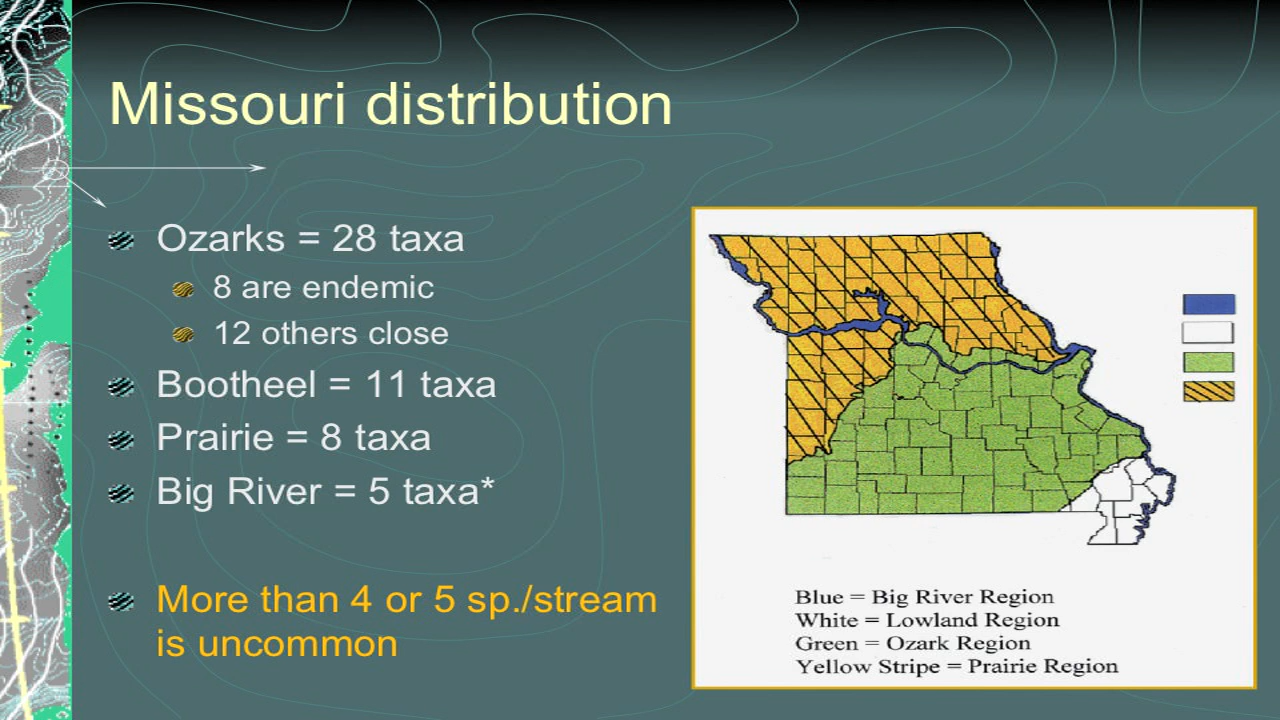 Missouri distribution
Ozarks = 28 taxa
8 are endemic
12 others close
Bootheel = 11 taxa
Prairie = 8 taxa
Big River = 5 taxa*
More than 4 or 5 sp./stream
is uncommon
Blue = Big River Region
White = Lowland Region
Green = Ozark Region
Yellow Stripe = Prairie Region